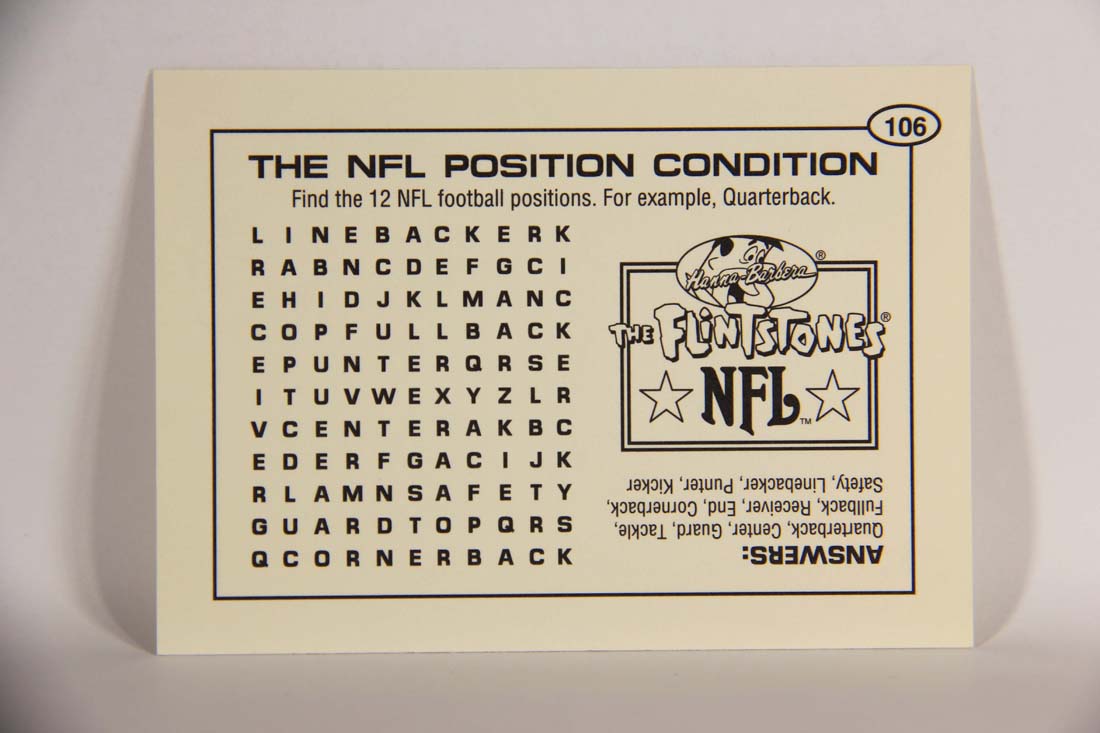 106
THE NFL POSITION CONDITION
Find the 12 NFL football positions. For example, Quarterback.
L I N E B A C K E R K
R A B N C D E F G C I
E H I D J K L M A N C
C O P F U L L B A C K
E P U N T E R Q R S E
I T U V W E X Y Z L R
V C E N T E R A K B C
E D E R F G A C I J K
R L A M N S A F E T Y
G U A R D T O P Q R S
Q C O R N E R B A C K
Hanna-Barbera ®
THE FLINTSTONES ®
NFL ™
ANSWERS:
Quarterback, Center, Guard, Tackle,
Fullback, Receiver, End, Cornerback,
Safety, Linebacker, Punter, Kicker